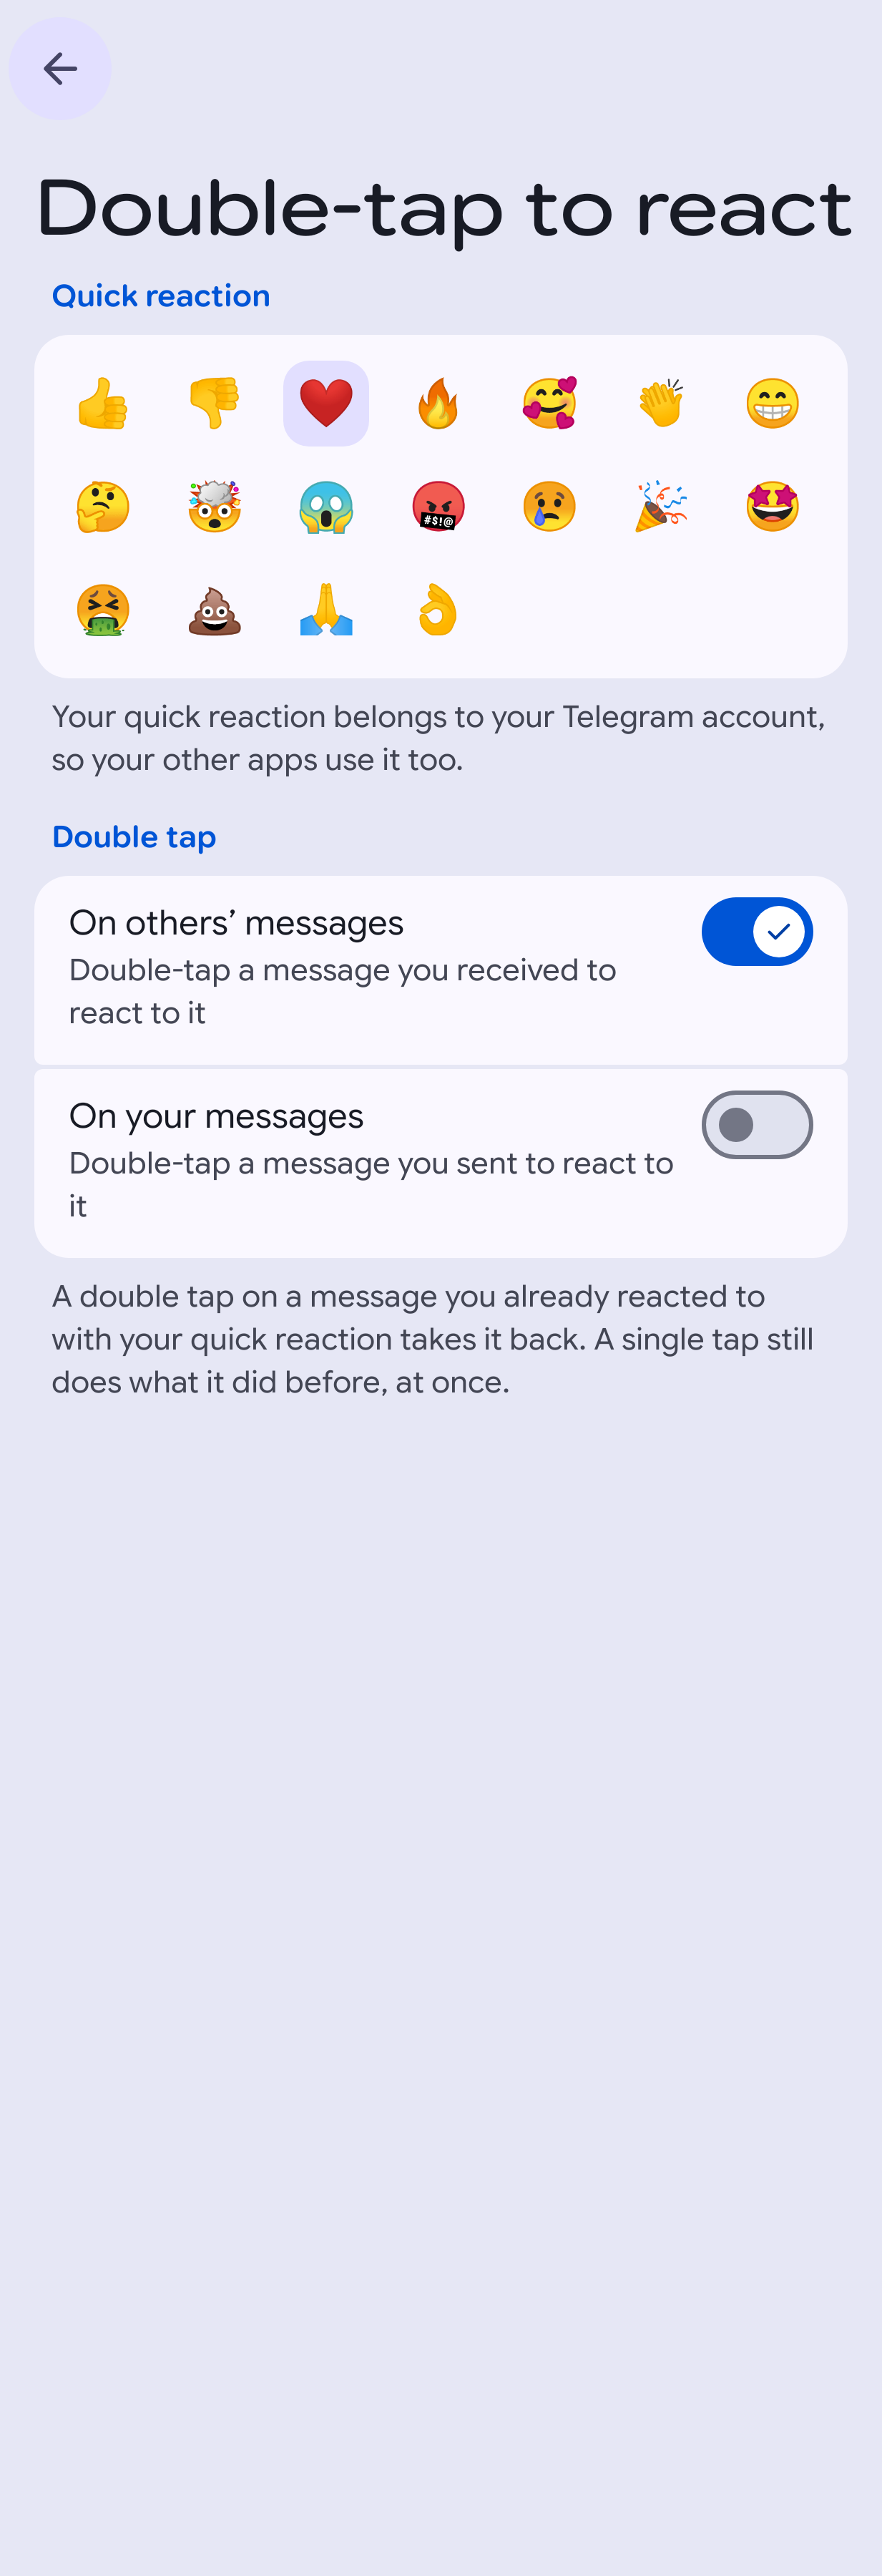 Double-tap to react
Quick reaction
#$!@
Your quick reaction belongs to your Telegram account,
so your other apps use it too.
Double tap
On others’ messages
Double-tap a message you received to
react to it
On your messages
Double-tap a message you sent to react to
it
A double tap on a message you already reacted to
with your quick reaction takes it back. A single tap still
does what it did before, at once.